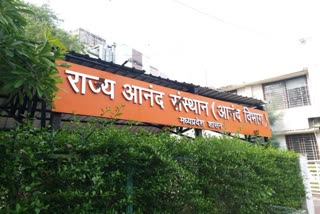 राज्य आनंद संस्थान ( आनंद विभाग )
मध्यप्रदेश शासन